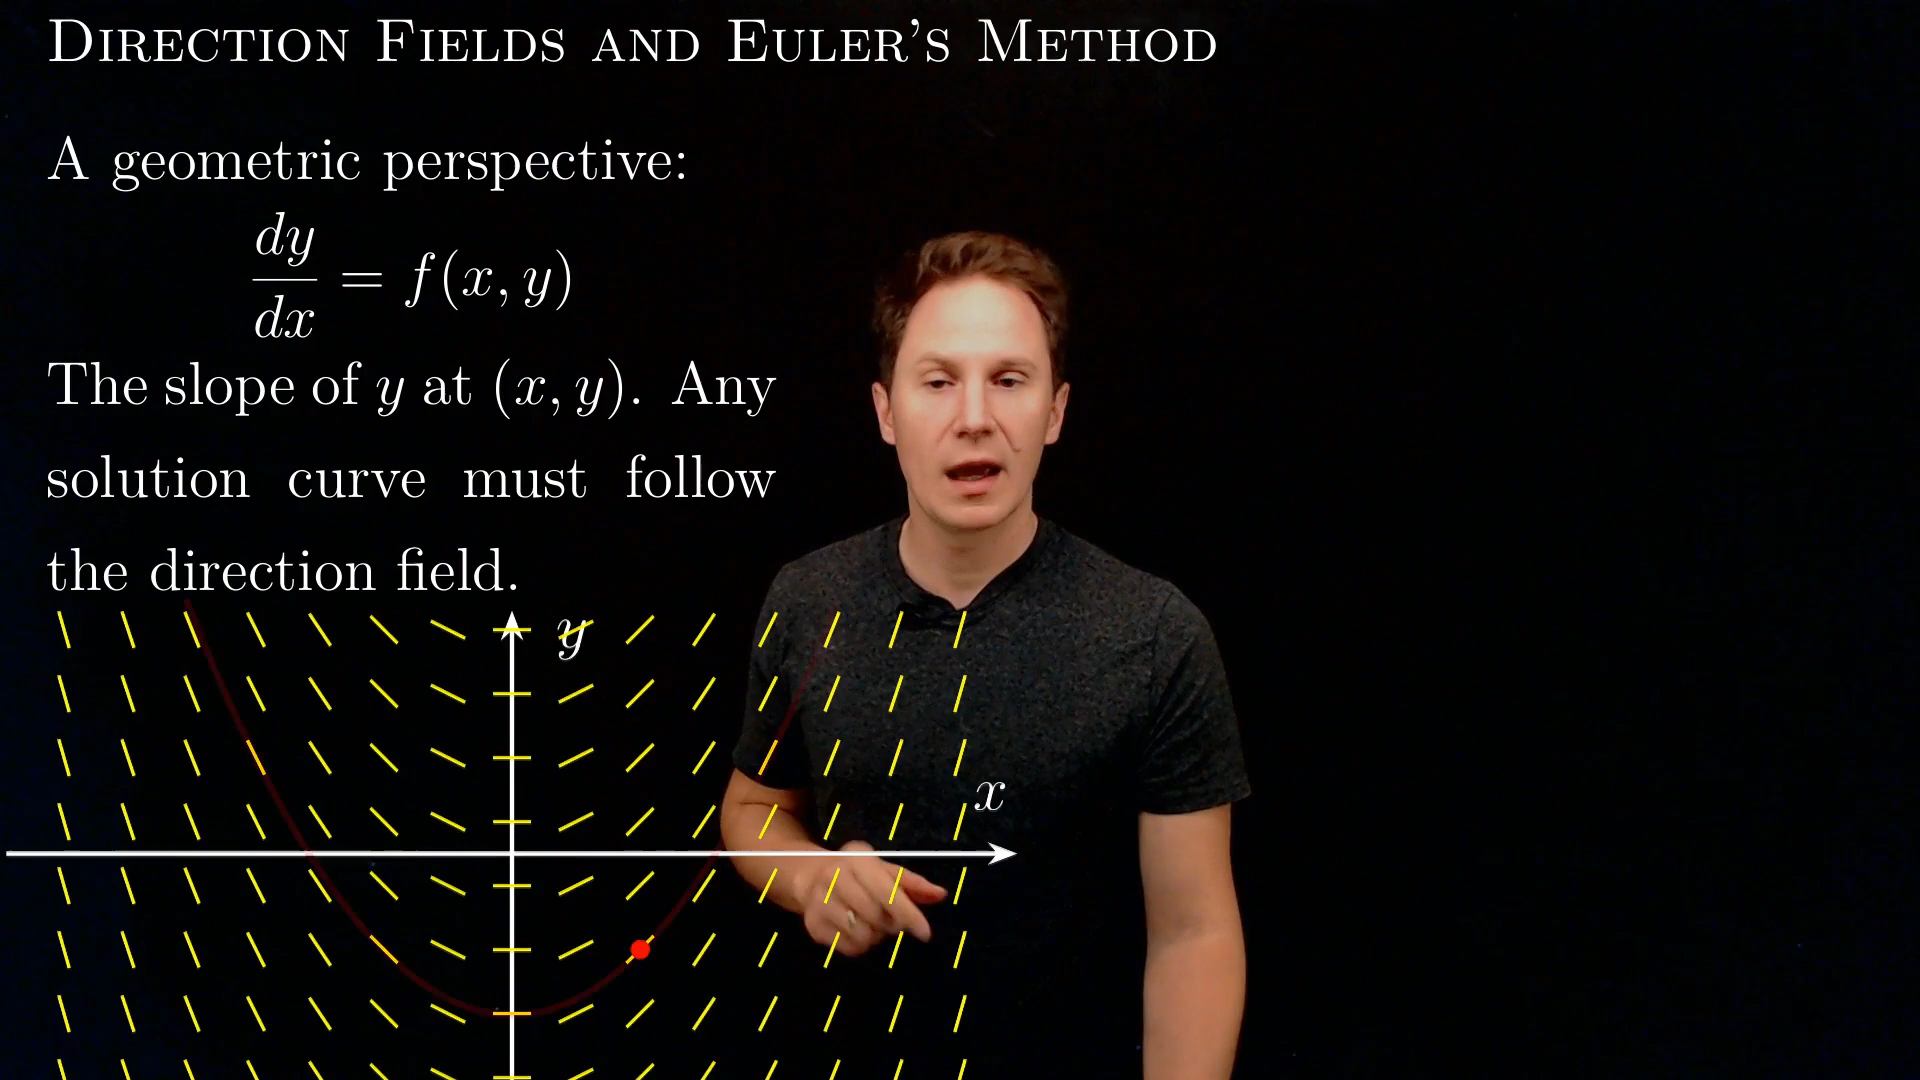 Direction Fields and Euler's Method
A geometric perspective:
dy/dx = f(x, y)
The slope of y at (x, y). Any
solution curve must follow
the direction field.
y
x